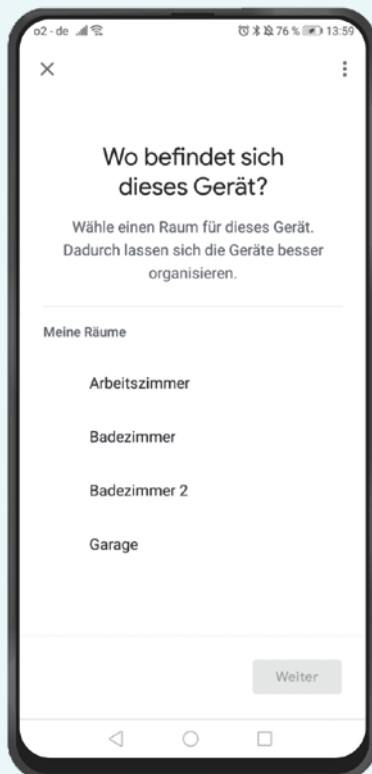 o2 - de 76 % 13:59
Wo befindet sich
dieses Gerät?
Wähle einen Raum für dieses Gerät.
Dadurch lassen sich die Geräte besser
organisieren.
Meine Räume
Arbeitszimmer
Badezimmer
Badezimmer 2
Garage
Weiter